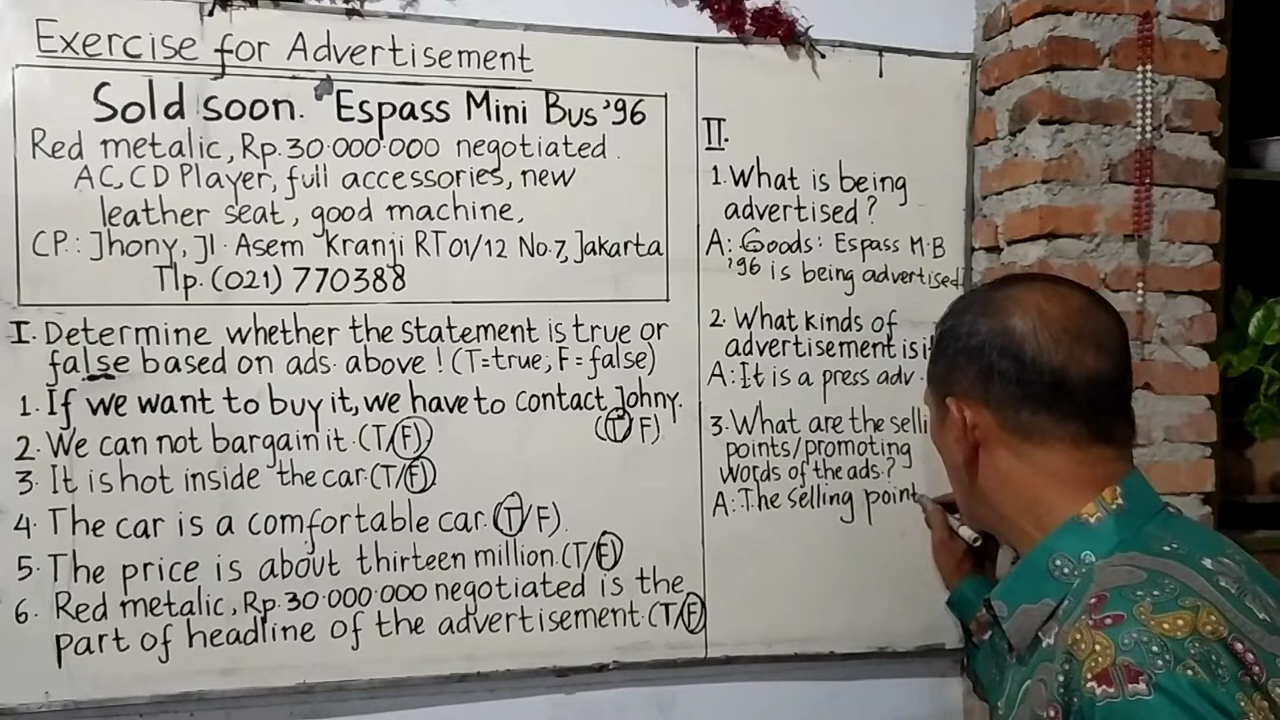 Exercise for Advertisement
Sold soon. Espass Mini Bus '96
Red metalic, Rp.30.000.000 negotiated.
AC, CD Player, full accessories, new
leather seat, good machine,
CP.: Jhony, Jl. Asem Kranji RT 01/12 No.7, Jakarta
Tlp. (021) 770388
I. Determine whether the statement is true or
false based on ads. above! (T=true; F=false)
1. If we want to buy it, we have to contact Johny.
(T/F)
2. We can not bargain it. (T/F)
3. It is hot inside the car. (T/F)
4. The car is a comfortable car. (T/F).
5. The price is about thirteen million. (T/F)
6. Red metalic, Rp.30.000.000 negotiated is the
part of headline of the advertisement. (T/F)
II.
1. What is being
advertised?
A: Goods: Espass M.B
'96 is being advertised
2. What kinds of
advertisement is i
A: It is a press adv.
3. What are the selli
points/promoting
words of the ads.?
A: The selling point